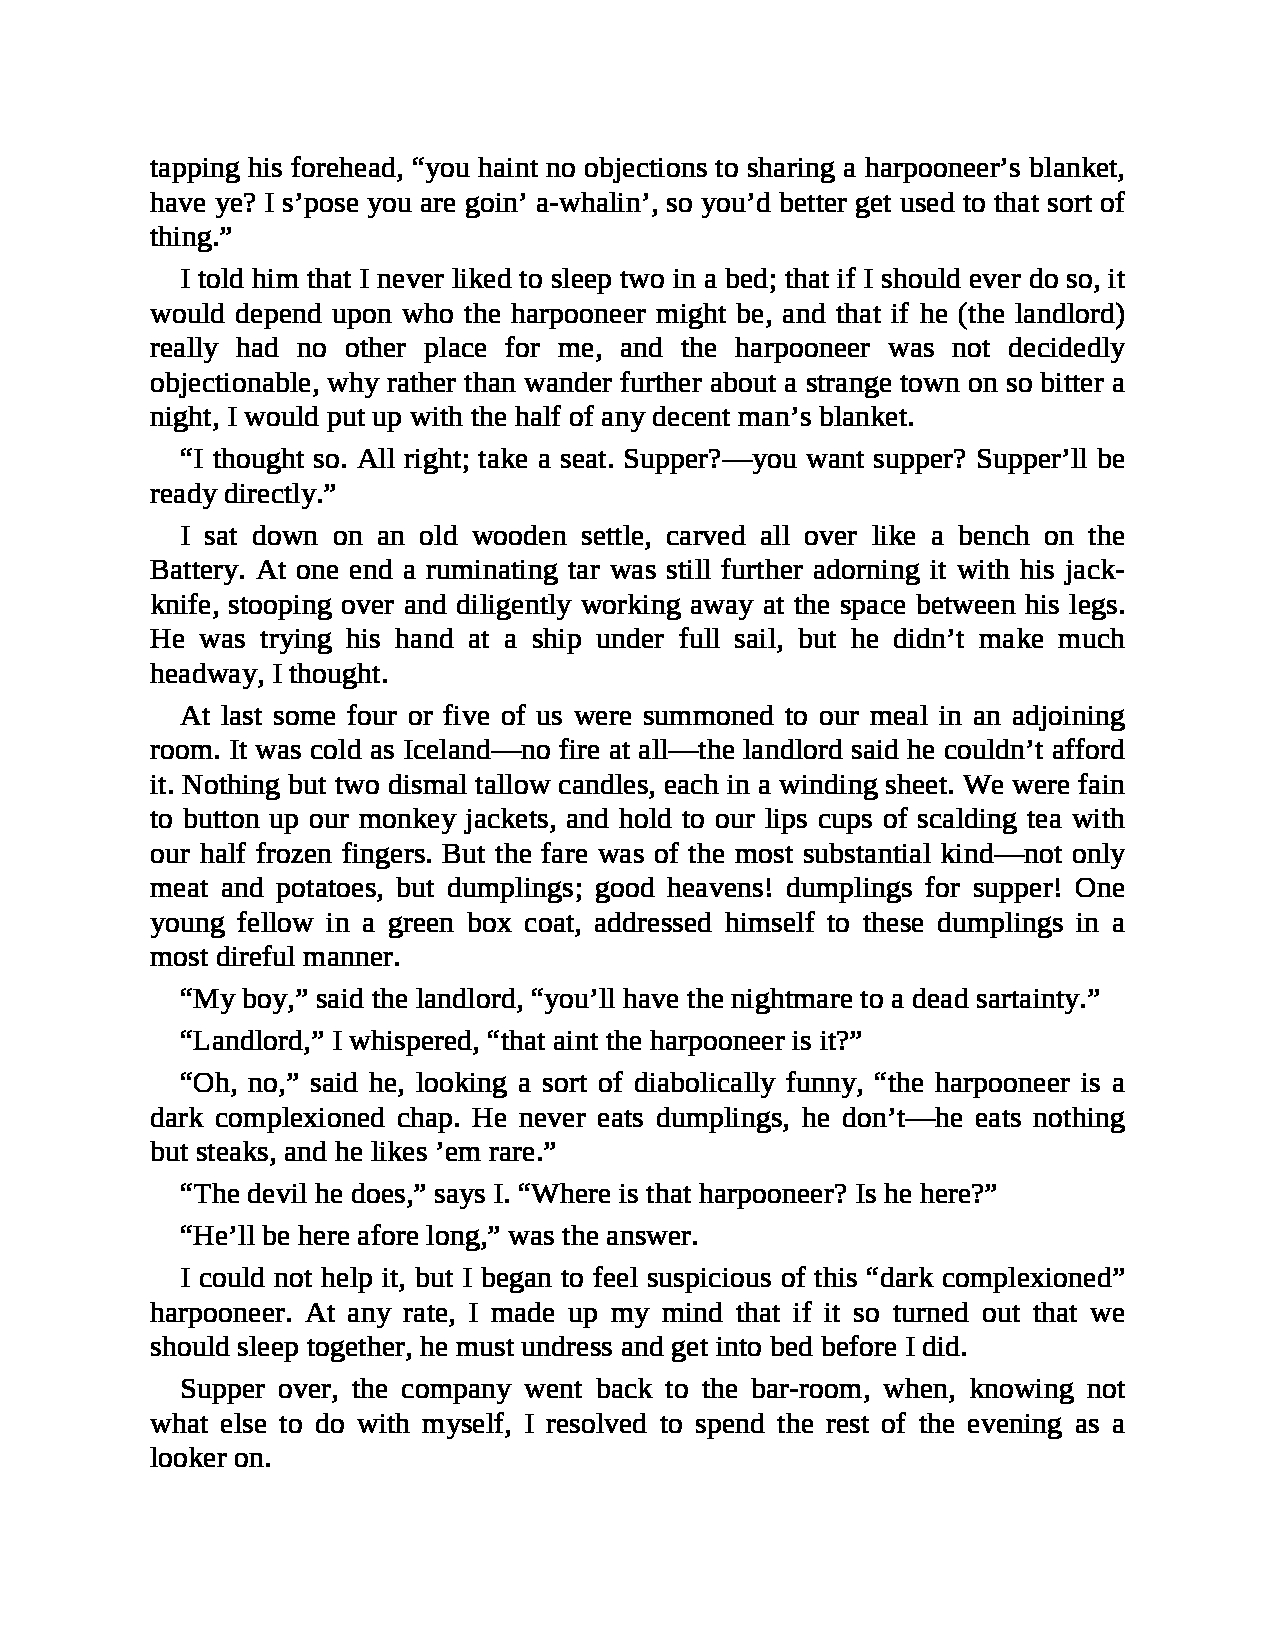 tapping his forehead, “you haint no objections to sharing a harpooneer’s blanket,
have ye? I s’pose you are goin’ a-whalin’, so you’d better get used to that sort of
thing.”
I told him that I never liked to sleep two in a bed; that if I should ever do so, it
would depend upon who the harpooneer might be, and that if he (the landlord)
really had no other place for me, and the harpooneer was not decidedly
objectionable, why rather than wander further about a strange town on so bitter a
night, I would put up with the half of any decent man’s blanket.
“I thought so. All right; take a seat. Supper?—you want supper? Supper’ll be
ready directly.”
I sat down on an old wooden settle, carved all over like a bench on the
Battery. At one end a ruminating tar was still further adorning it with his jack-
knife, stooping over and diligently working away at the space between his legs.
He was trying his hand at a ship under full sail, but he didn’t make much
headway, I thought.
At last some four or five of us were summoned to our meal in an adjoining
room. It was cold as Iceland—no fire at all—the landlord said he couldn’t afford
it. Nothing but two dismal tallow candles, each in a winding sheet. We were fain
to button up our monkey jackets, and hold to our lips cups of scalding tea with
our half frozen fingers. But the fare was of the most substantial kind—not only
meat and potatoes, but dumplings; good heavens! dumplings for supper! One
young fellow in a green box coat, addressed himself to these dumplings in a
most direful manner.
“My boy,” said the landlord, “you’ll have the nightmare to a dead sartainty.”
“Landlord,” I whispered, “that aint the harpooneer is it?”
“Oh, no,” said he, looking a sort of diabolically funny, “the harpooneer is a
dark complexioned chap. He never eats dumplings, he don’t—he eats nothing
but steaks, and he likes ’em rare.”
“The devil he does,” says I. “Where is that harpooneer? Is he here?”
“He’ll be here afore long,” was the answer.
I could not help it, but I began to feel suspicious of this “dark complexioned”
harpooneer. At any rate, I made up my mind that if it so turned out that we
should sleep together, he must undress and get into bed before I did.
Supper over, the company went back to the bar-room, when, knowing not
what else to do with myself, I resolved to spend the rest of the evening as a
looker on.